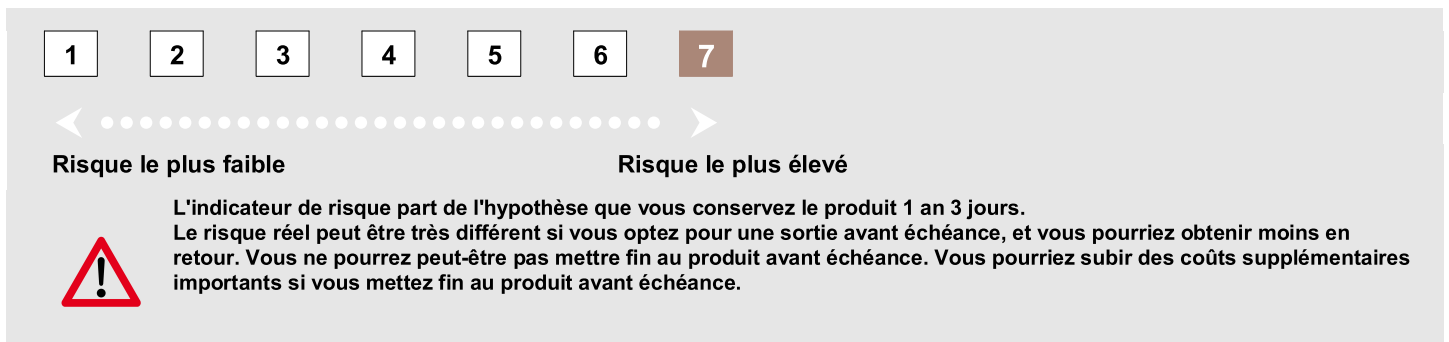 1 2 3 4 5 6 7
Risque le plus faible Risque le plus élevé
L'indicateur de risque part de l'hypothèse que vous conservez le produit 1 an 3 jours.
Le risque réel peut être très différent si vous optez pour une sortie avant échéance, et vous pourriez obtenir moins en
retour. Vous ne pourrez peut-être pas mettre fin au produit avant échéance. Vous pourriez subir des coûts supplémentaires
importants si vous mettez fin au produit avant échéance.